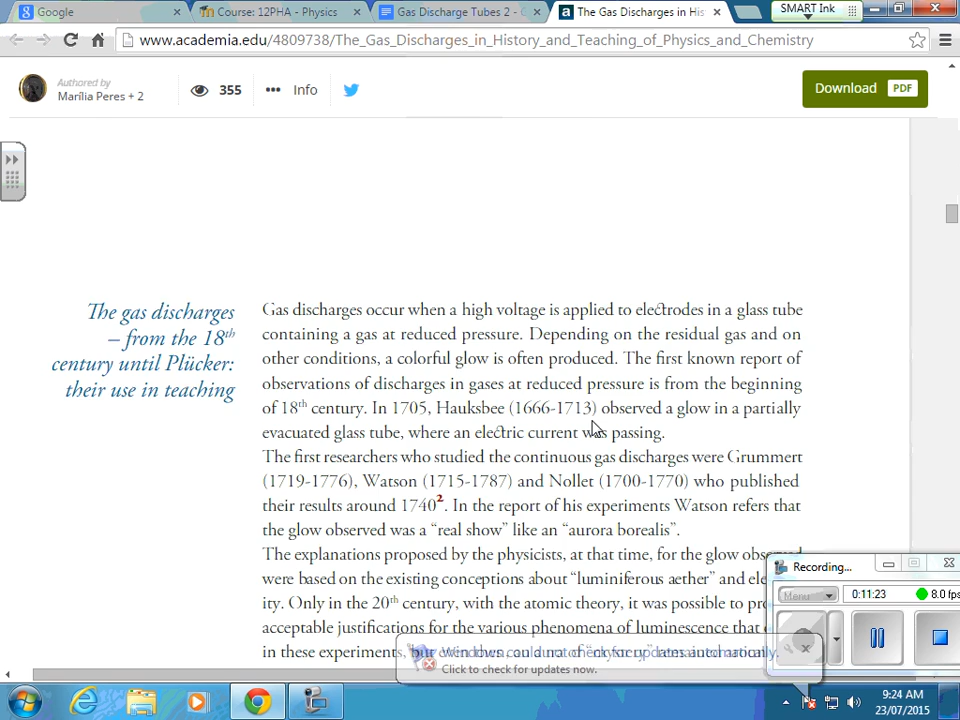 Google
Course: 12PHA - Physics
Gas Discharge Tubes 2 -
The Gas Discharges in His
SMART Ink
www.academia.edu/4809738/The_Gas_Discharges_in_History_and_Teaching_of_Physics_and_Chemistry
Authored by
Marília Peres + 2
355
Info
Download PDF
The gas discharges
– from the 18th
century until Plücker:
their use in teaching
Gas discharges occur when a high voltage is applied to electrodes in a glass tube
containing a gas at reduced pressure. Depending on the residual gas and on
other conditions, a colorful glow is often produced. The first known report of
observations of discharges in gases at reduced pressure is from the beginning
of 18th century. In 1705, Hauksbee (1666-1713) observed a glow in a partially
evacuated glass tube, where an electric current was passing.
The first researchers who studied the continuous gas discharges were Grummert
(1719-1776), Watson (1715-1787) and Nollet (1700-1770) who published
their results around 1740². In the report of his experiments Watson refers that
the glow observed was a “real show” like an “aurora borealis”.
The explanations proposed by the physicists, at that time, for the glow observed
were based on the existing conceptions about “luminiferous aether” and ele
ity. Only in the 20th century, with the atomic theory, it was possible to pr
acceptable justifications for the various phenomena of luminescence that
in these experiments,
Windows could not check for updates automatically.
Click to check for updates now.
Recording...
Menu
0:11:23
8.0 fps
9:24 AM
23/07/2015